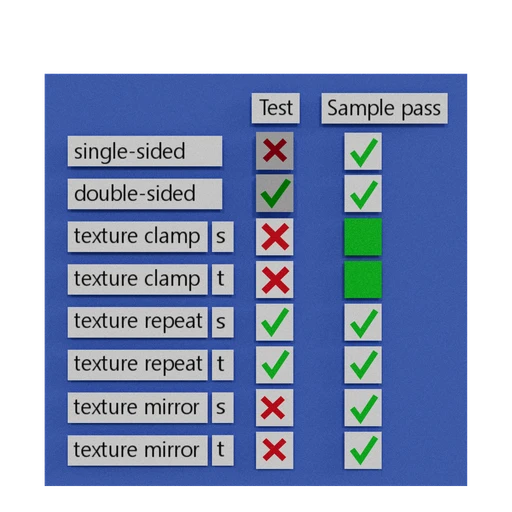 Test Sample pass
single-sided
double-sided
texture clamp s
texture clamp t
texture repeat s
texture repeat t
texture mirror s
texture mirror t